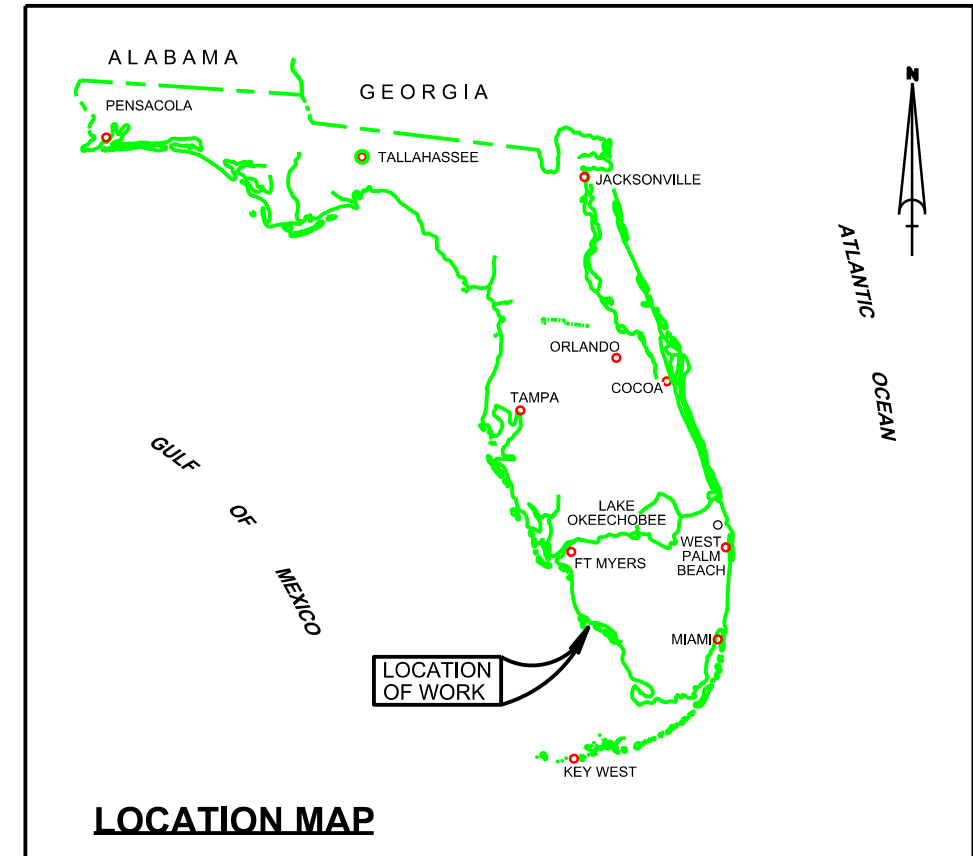 ALABAMA
GEORGIA
N
PENSACOLA
TALLAHASSEE
JACKSONVILLE
ATLANTIC
OCEAN
ORLANDO
COCOA
TAMPA
GULF
OF
MEXICO
LAKE
OKEECHOBEE
WEST
PALM
BEACH
FT MYERS
MIAMI
LOCATION
OF WORK
KEY WEST
LOCATION MAP